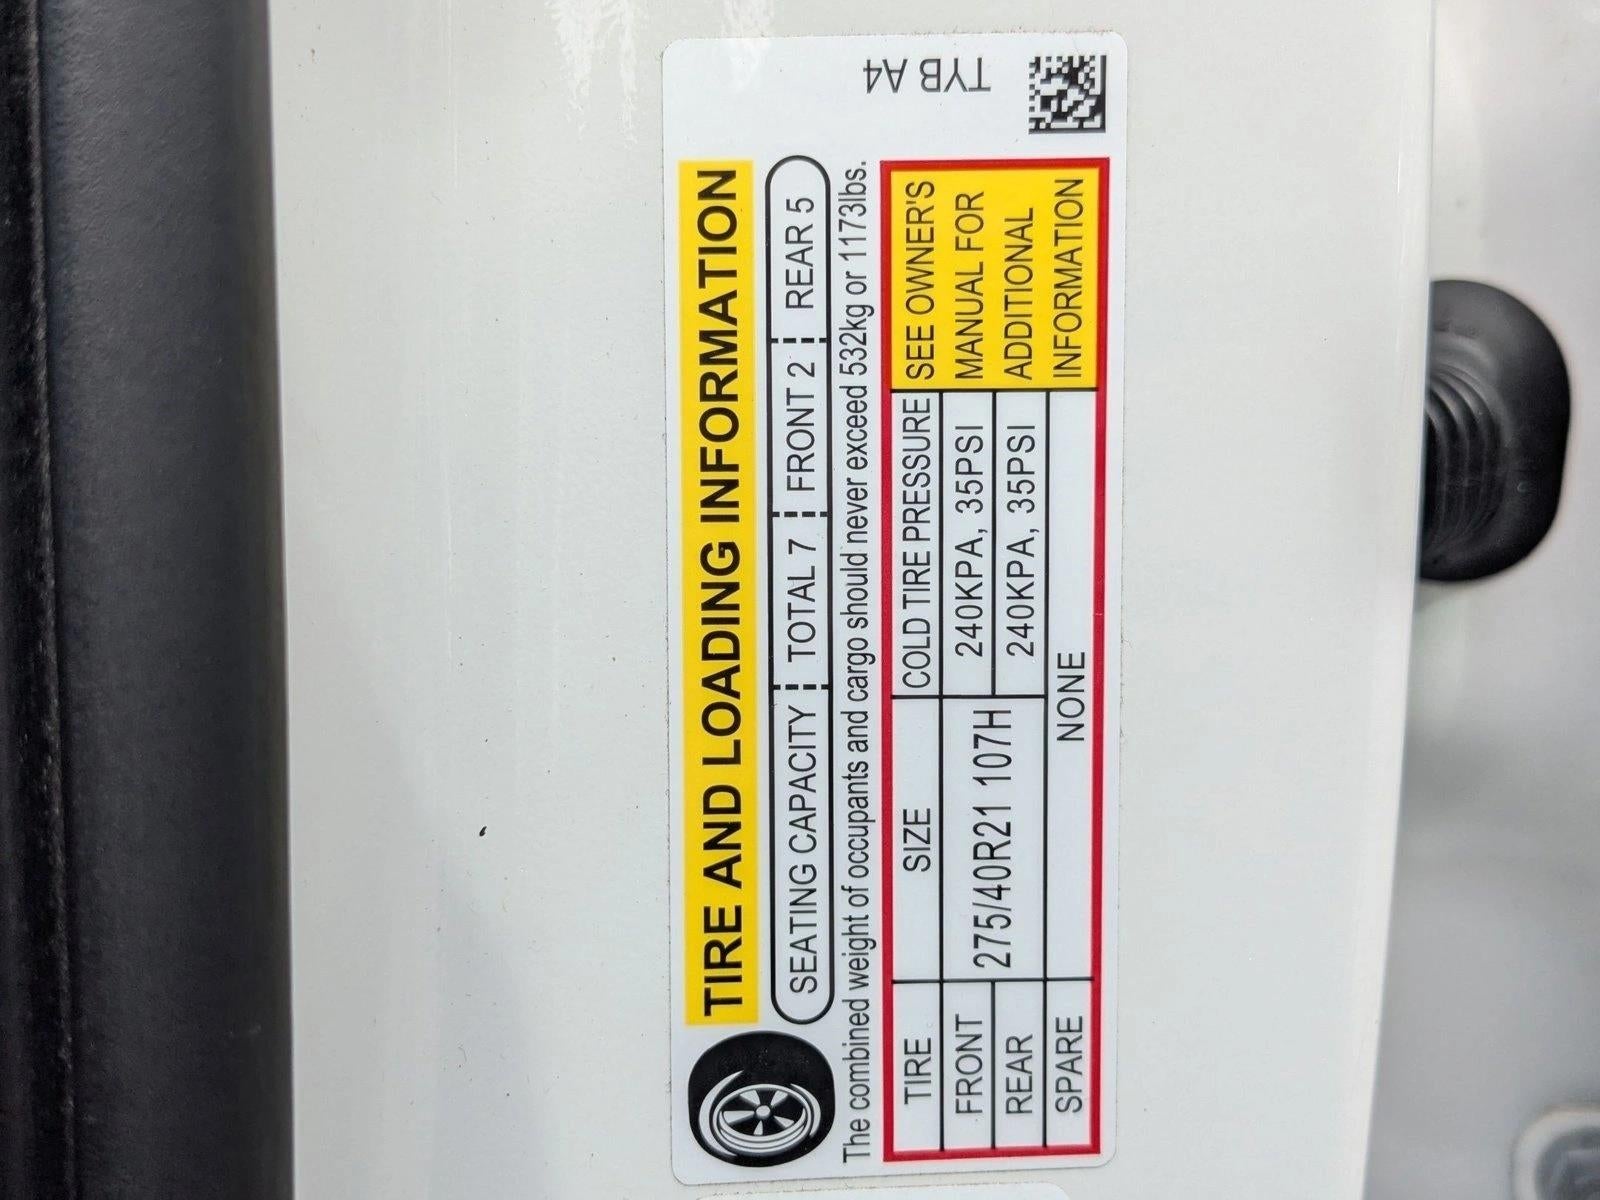 TYB A4
TIRE AND LOADING INFORMATION
SEATING CAPACITY TOTAL 7 FRONT 2 REAR 5
The combined weight of occupants and cargo should never exceed 532kg or 1173lbs.
TIRE SIZE COLD TIRE PRESSURE
FRONT 275/40R21 107H 240KPA, 35PSI
REAR 240KPA, 35PSI
SPARE NONE
SEE OWNER'S
MANUAL FOR
ADDITIONAL
INFORMATION